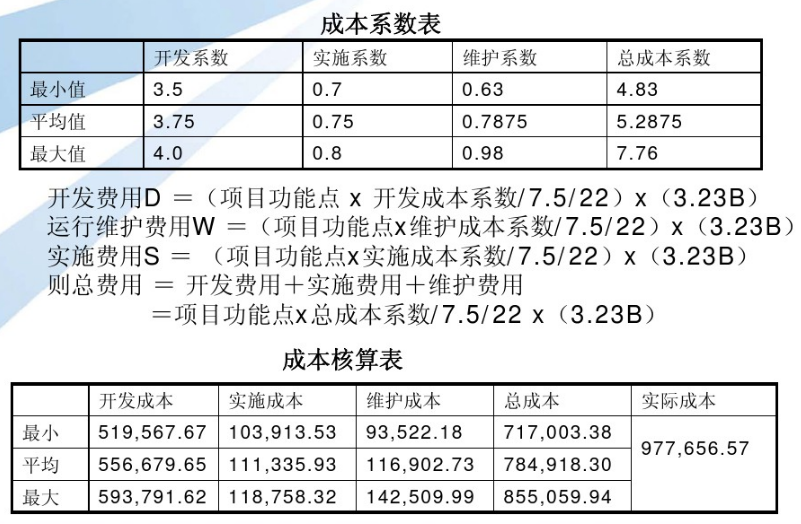 成本系数表
开发系数 实施系数 维护系数 总成本系数
最小值 3.5 0.7 0.63 4.83
平均值 3.75 0.75 0.7875 5.2875
最大值 4.0 0.8 0.98 7.76
开发费用D ＝（项目功能点 x 开发成本系数/7.5/22）x（3.23B）
运行维护费用W ＝（项目功能点x维护成本系数/7.5/22）x（3.23B）
实施费用S ＝ （项目功能点x实施成本系数/7.5/22）x（3.23B）
则总费用 ＝ 开发费用＋实施费用＋维护费用
＝项目功能点x总成本系数/7.5/22 x（3.23B）
成本核算表
开发成本 实施成本 维护成本 总成本 实际成本
最小 519,567.67 103,913.53 93,522.18 717,003.38
977,656.57
平均 556,679.65 111,335.93 116,902.73 784,918.30
最大 593,791.62 118,758.32 142,509.99 855,059.94